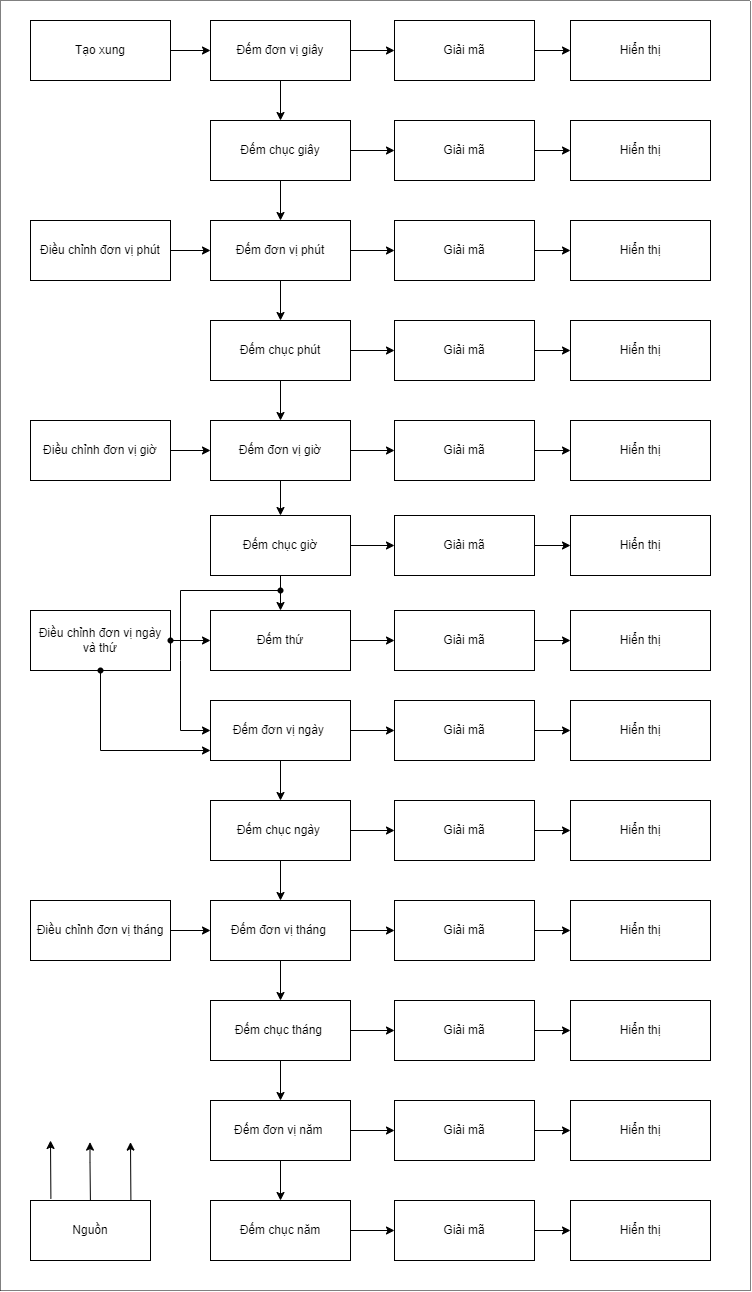 Tạo xung
Đếm đơn vị giây
Giải mã
Hiển thị
Đếm chục giây
Giải mã
Hiển thị
Điều chỉnh đơn vị phút
Đếm đơn vị phút
Giải mã
Hiển thị
Đếm chục phút
Giải mã
Hiển thị
Điều chỉnh đơn vị giờ
Đếm đơn vị giờ
Giải mã
Hiển thị
Đếm chục giờ
Giải mã
Hiển thị
Điều chỉnh đơn vị ngày
và thứ
Đếm thứ
Giải mã
Hiển thị
Đếm đơn vị ngày
Giải mã
Hiển thị
Đếm chục ngày
Giải mã
Hiển thị
Điều chỉnh đơn vị tháng
Đếm đơn vị tháng
Giải mã
Hiển thị
Đếm chục tháng
Giải mã
Hiển thị
Đếm đơn vị năm
Giải mã
Hiển thị
Nguồn
Đếm chục năm
Giải mã
Hiển thị